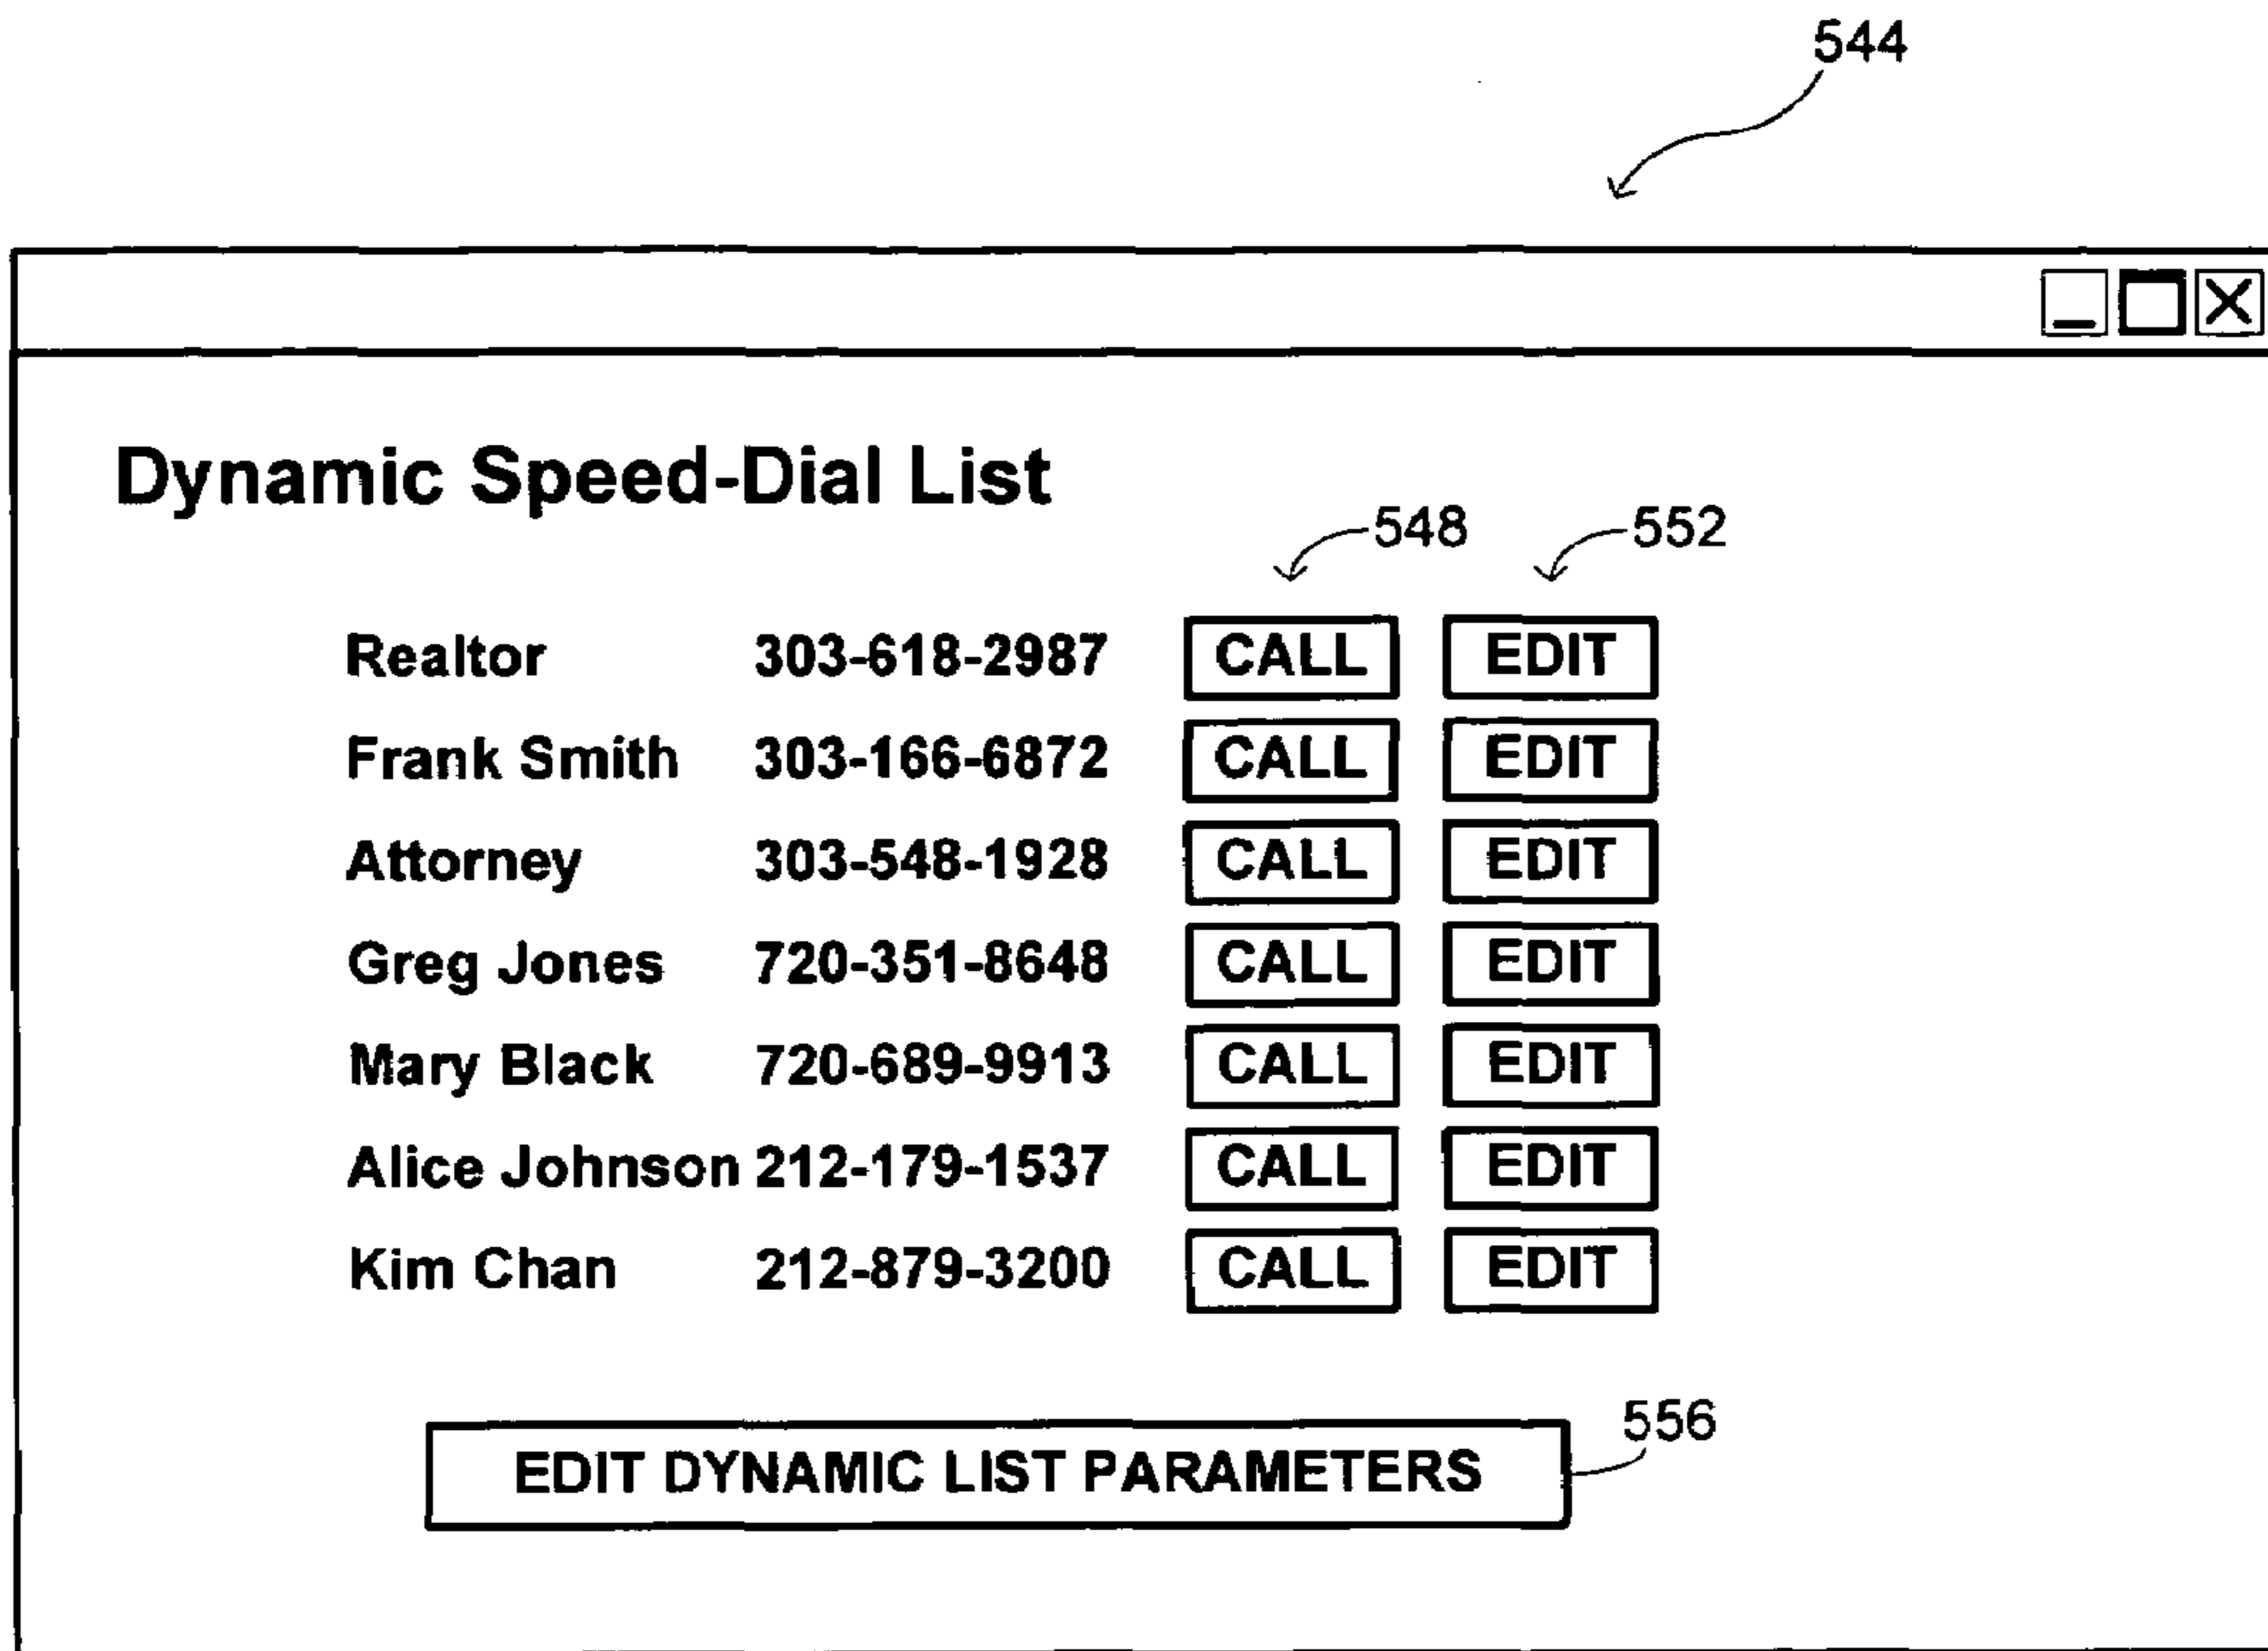 544
Dynamic Speed-Dial List
548 552
Realtor 303-618-2987 CALL EDIT
Frank Smith 303-166-6872 CALL EDIT
Attorney 303-548-1928 CALL EDIT
Greg Jones 720-351-8648 CALL EDIT
Mary Black 720-689-9913 CALL EDIT
Alice Johnson 212-179-1537 CALL EDIT
Kim Chan 212-879-3200 CALL EDIT
556
EDIT DYNAMIC LIST PARAMETERS